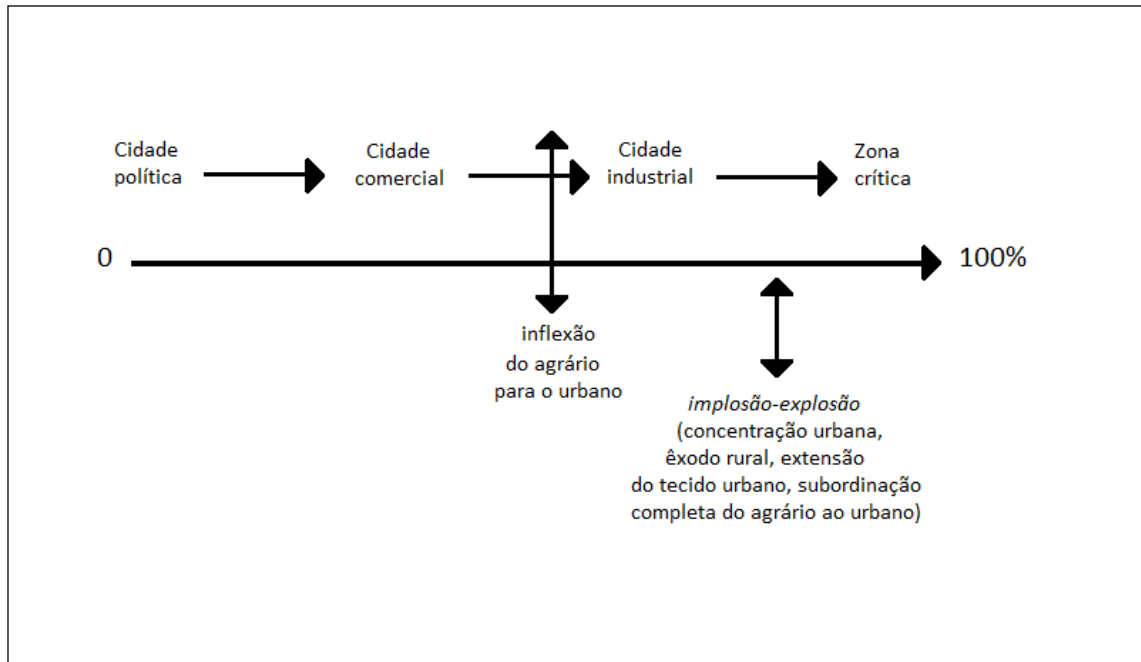 Cidade
política
Cidade
comercial
Cidade
industrial
Zona
crítica
0
100%
inflexão
do agrário
para o urbano
implosão-explosão
(concentração urbana,
êxodo rural, extensão
do tecido urbano, subordinação
completa do agrário ao urbano)